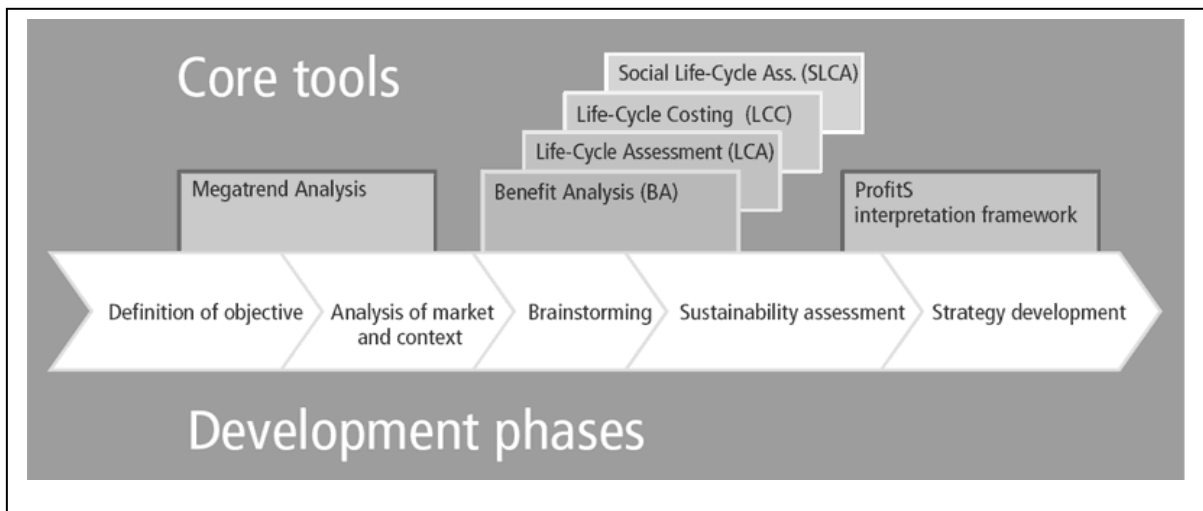 Core tools
Social Life-Cycle Ass. (SLCA)
Life-Cycle Costing (LCC)
Life-Cycle Assessment (LCA)
Megatrend Analysis
Benefit Analysis (BA)
ProfitS
interpretation framework
Definition of objective
Analysis of market
and context
Brainstorming
Sustainability assessment
Strategy development
Development phases